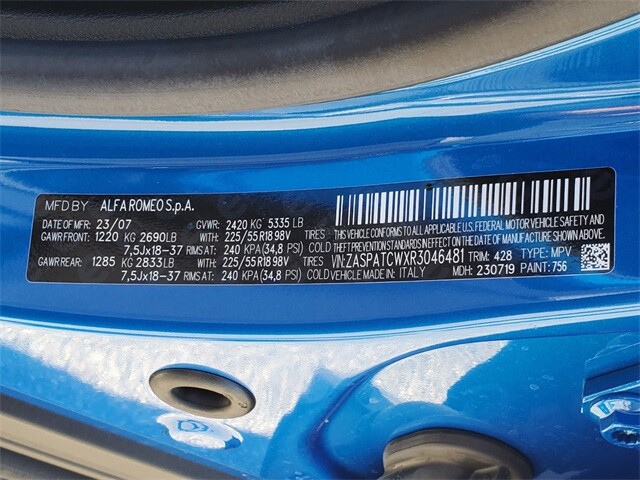 MFD BY ALFA ROMEO S.p.A.
DATE OF MFR: 23/07 GVWR: 2420 KG 5335 LB
GAWR FRONT: 1220 KG 2690LB 225/55 R18 98V TIRES
7,5Jx18-37 RIMS AT: 240 KPA (34,8 PSI) COLD
GAWR REAR: 1285 KG 2833LB 225/55R18 98V TIRES
7,5Jx18-37 RIMS AT: 240 KPA (34,8 PSI) COLD
THIS VEHICLE CONFORMS TO ALL APPLICABLE U.S. FEDERAL MOTOR VEHICLE SAFETY AND
THEFT PREVENTION STANDARDS IN EFFECT ON THE DATE OF MANUFACTURE SHOWN ABOVE.
VIN: ZASPATCWXR3046481 TRIM: 428 TYPE: MPV
MADE IN: ITALY MDH: 230719 PAINT: 756